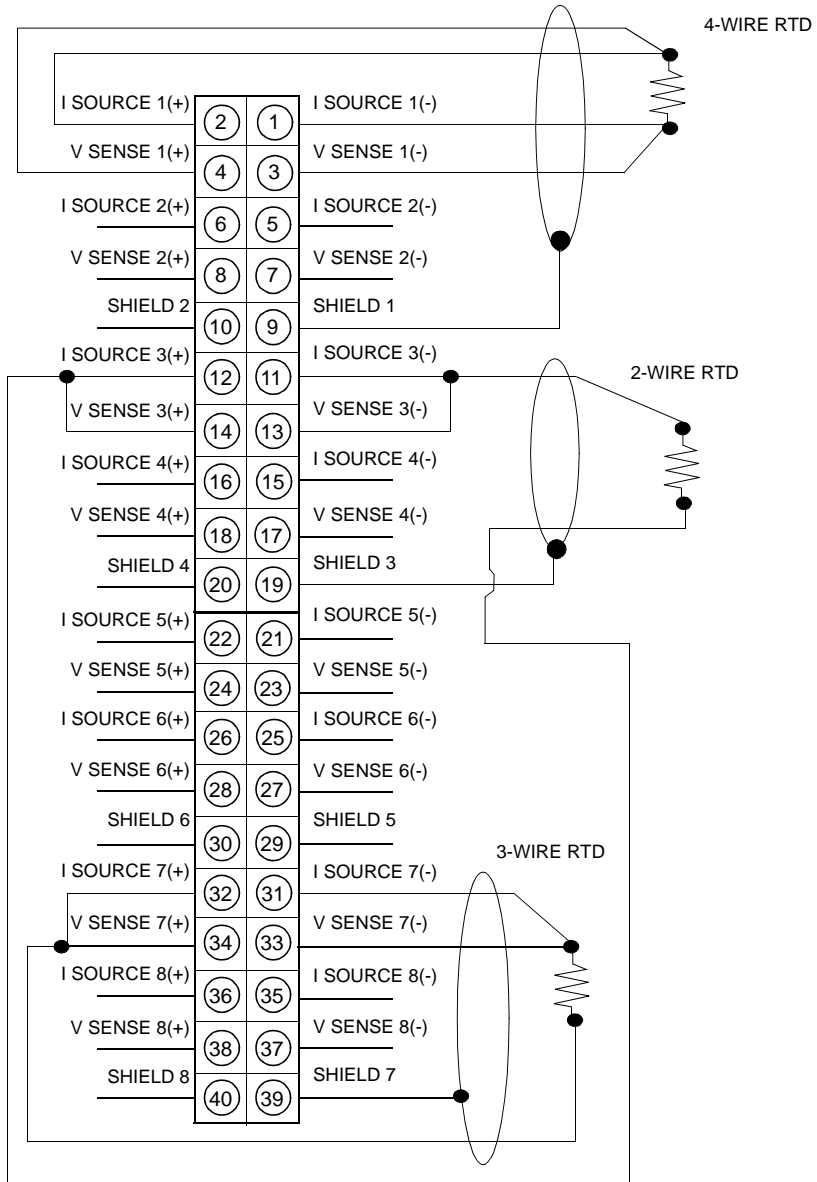 4-WIRE RTD
I SOURCE 1(+) 2 1 I SOURCE 1(-)
V SENSE 1(+) 4 3 V SENSE 1(-)
I SOURCE 2(+) 6 5 I SOURCE 2(-)
V SENSE 2(+) 8 7 V SENSE 2(-)
SHIELD 2 10 9 SHIELD 1
I SOURCE 3(+) 12 11 I SOURCE 3(-)
2-WIRE RTD
V SENSE 3(+) 14 13 V SENSE 3(-)
I SOURCE 4(+) 16 15 I SOURCE 4(-)
V SENSE 4(+) 18 17 V SENSE 4(-)
SHIELD 4 20 19 SHIELD 3
I SOURCE 5(+) 22 21 I SOURCE 5(-)
V SENSE 5(+) 24 23 V SENSE 5(-)
I SOURCE 6(+) 26 25 I SOURCE 6(-)
V SENSE 6(+) 28 27 V SENSE 6(-)
SHIELD 6 30 29 SHIELD 5
3-WIRE RTD
I SOURCE 7(+) 32 31 I SOURCE 7(-)
V SENSE 7(+) 34 33 V SENSE 7(-)
I SOURCE 8(+) 36 35 I SOURCE 8(-)
V SENSE 8(+) 38 37 V SENSE 8(-)
SHIELD 8 40 39 SHIELD 7